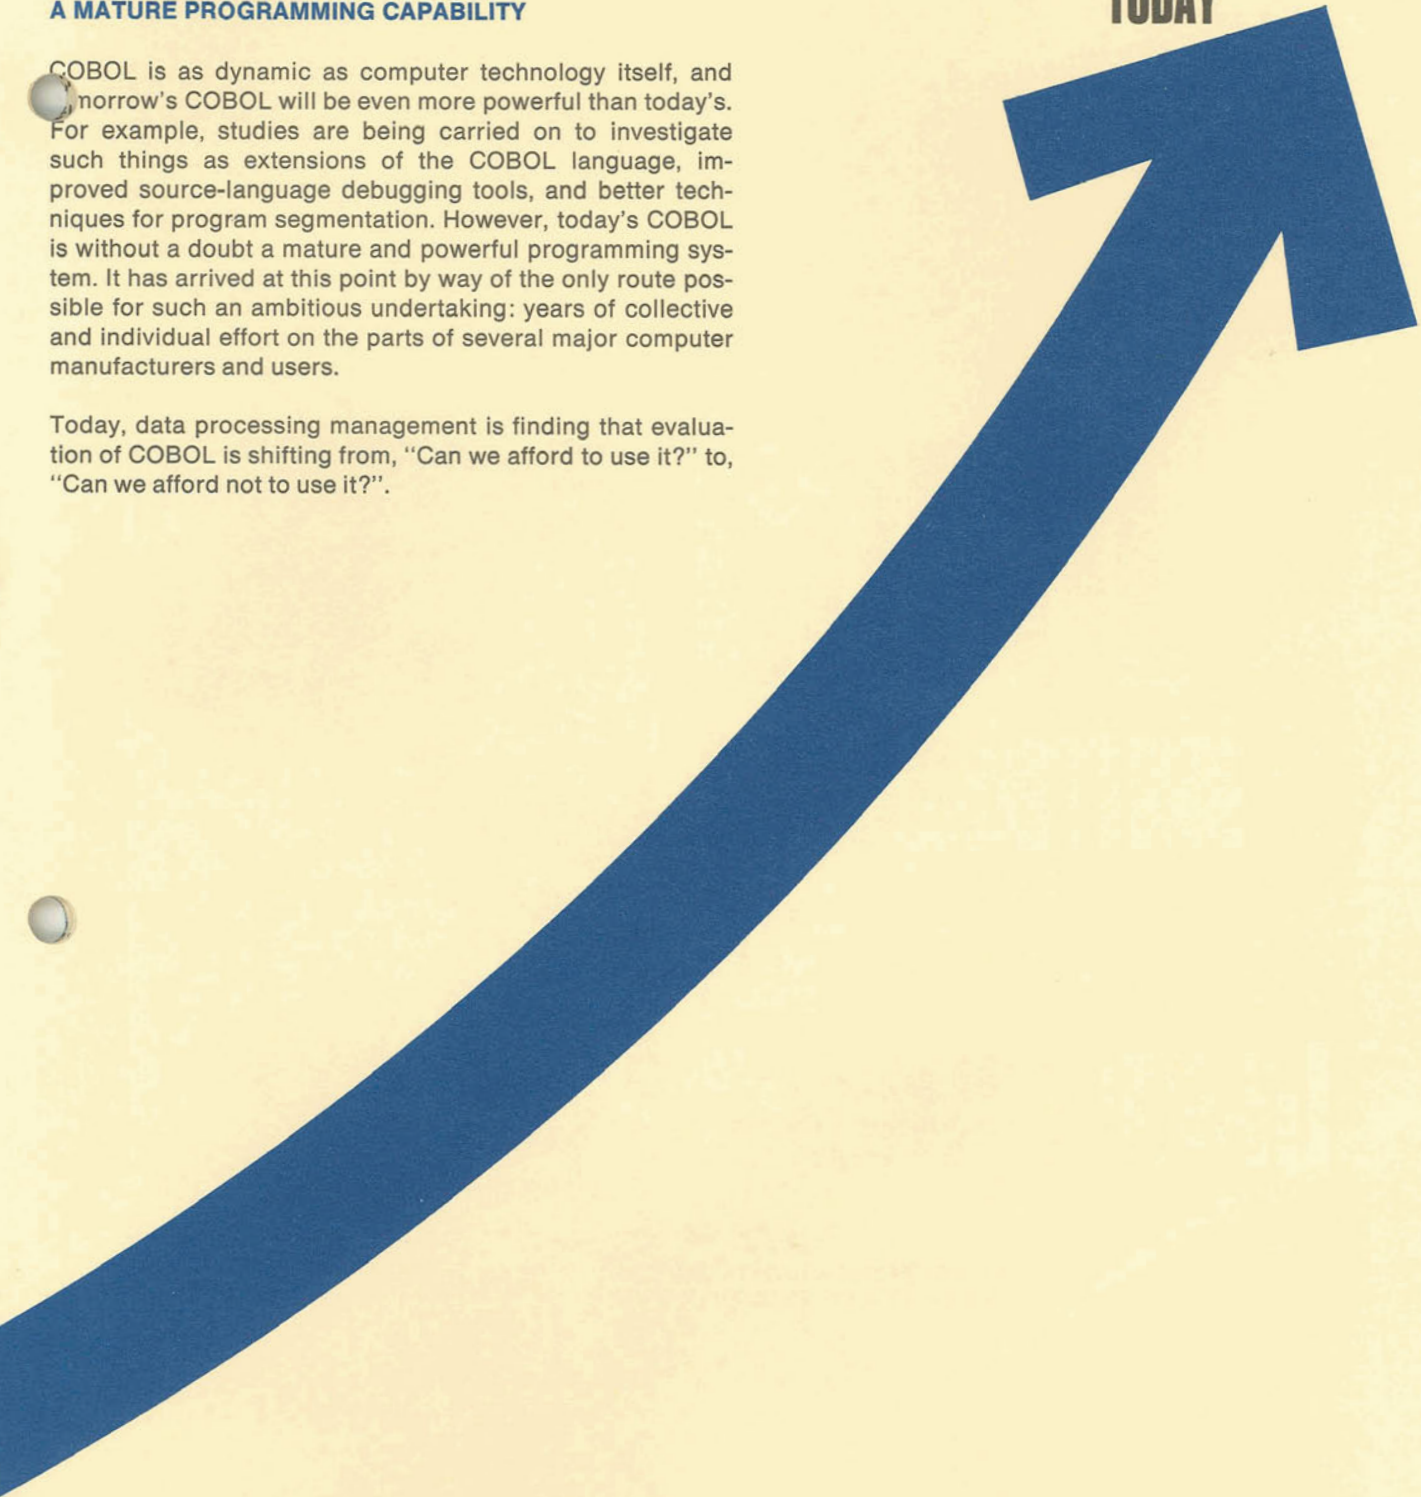 A MATURE PROGRAMMING CAPABILITY
TODAY
COBOL is as dynamic as computer technology itself, and
tomorrow's COBOL will be even more powerful than today's.
For example, studies are being carried on to investigate
such things as extensions of the COBOL language, im-
proved source-language debugging tools, and better tech-
niques for program segmentation. However, today's COBOL
is without a doubt a mature and powerful programming sys-
tem. It has arrived at this point by way of the only route pos-
sible for such an ambitious undertaking: years of collective
and individual effort on the parts of several major computer
manufacturers and users.
Today, data processing management is finding that evalua-
tion of COBOL is shifting from, "Can we afford to use it?" to,
"Can we afford not to use it?".